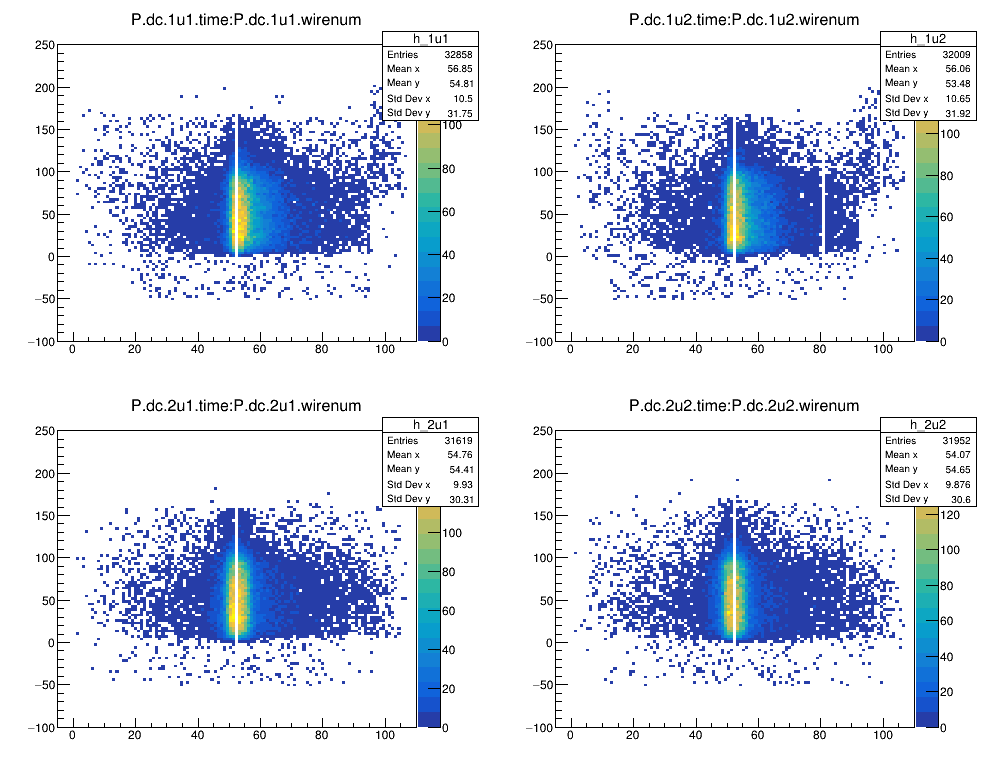 P.dc.1u1.time:P.dc.1u1.wirenum
h_1u1
Entries 32858
Mean x 56.85
Mean y 54.81
Std Dev x 10.5
Std Dev y 31.75
250
200
150
100
50
0
−50
−100
0 20 40 60 80 100
100
80
60
40
20
0
P.dc.1u2.time:P.dc.1u2.wirenum
h_1u2
Entries 32009
Mean x 56.06
Mean y 53.48
Std Dev x 10.65
Std Dev y 31.92
250
200
150
100
50
0
−50
−100
0 20 40 60 80 100
100
80
60
40
20
0
P.dc.2u1.time:P.dc.2u1.wirenum
h_2u1
Entries 31619
Mean x 54.76
Mean y 54.41
Std Dev x 9.93
Std Dev y 30.31
250
200
150
100
50
0
−50
−100
0 20 40 60 80 100
100
80
60
40
20
0
P.dc.2u2.time:P.dc.2u2.wirenum
h_2u2
Entries 31952
Mean x 54.07
Mean y 54.65
Std Dev x 9.876
Std Dev y 30.6
250
200
150
100
50
0
−50
−100
0 20 40 60 80 100
120
100
80
60
40
20
0